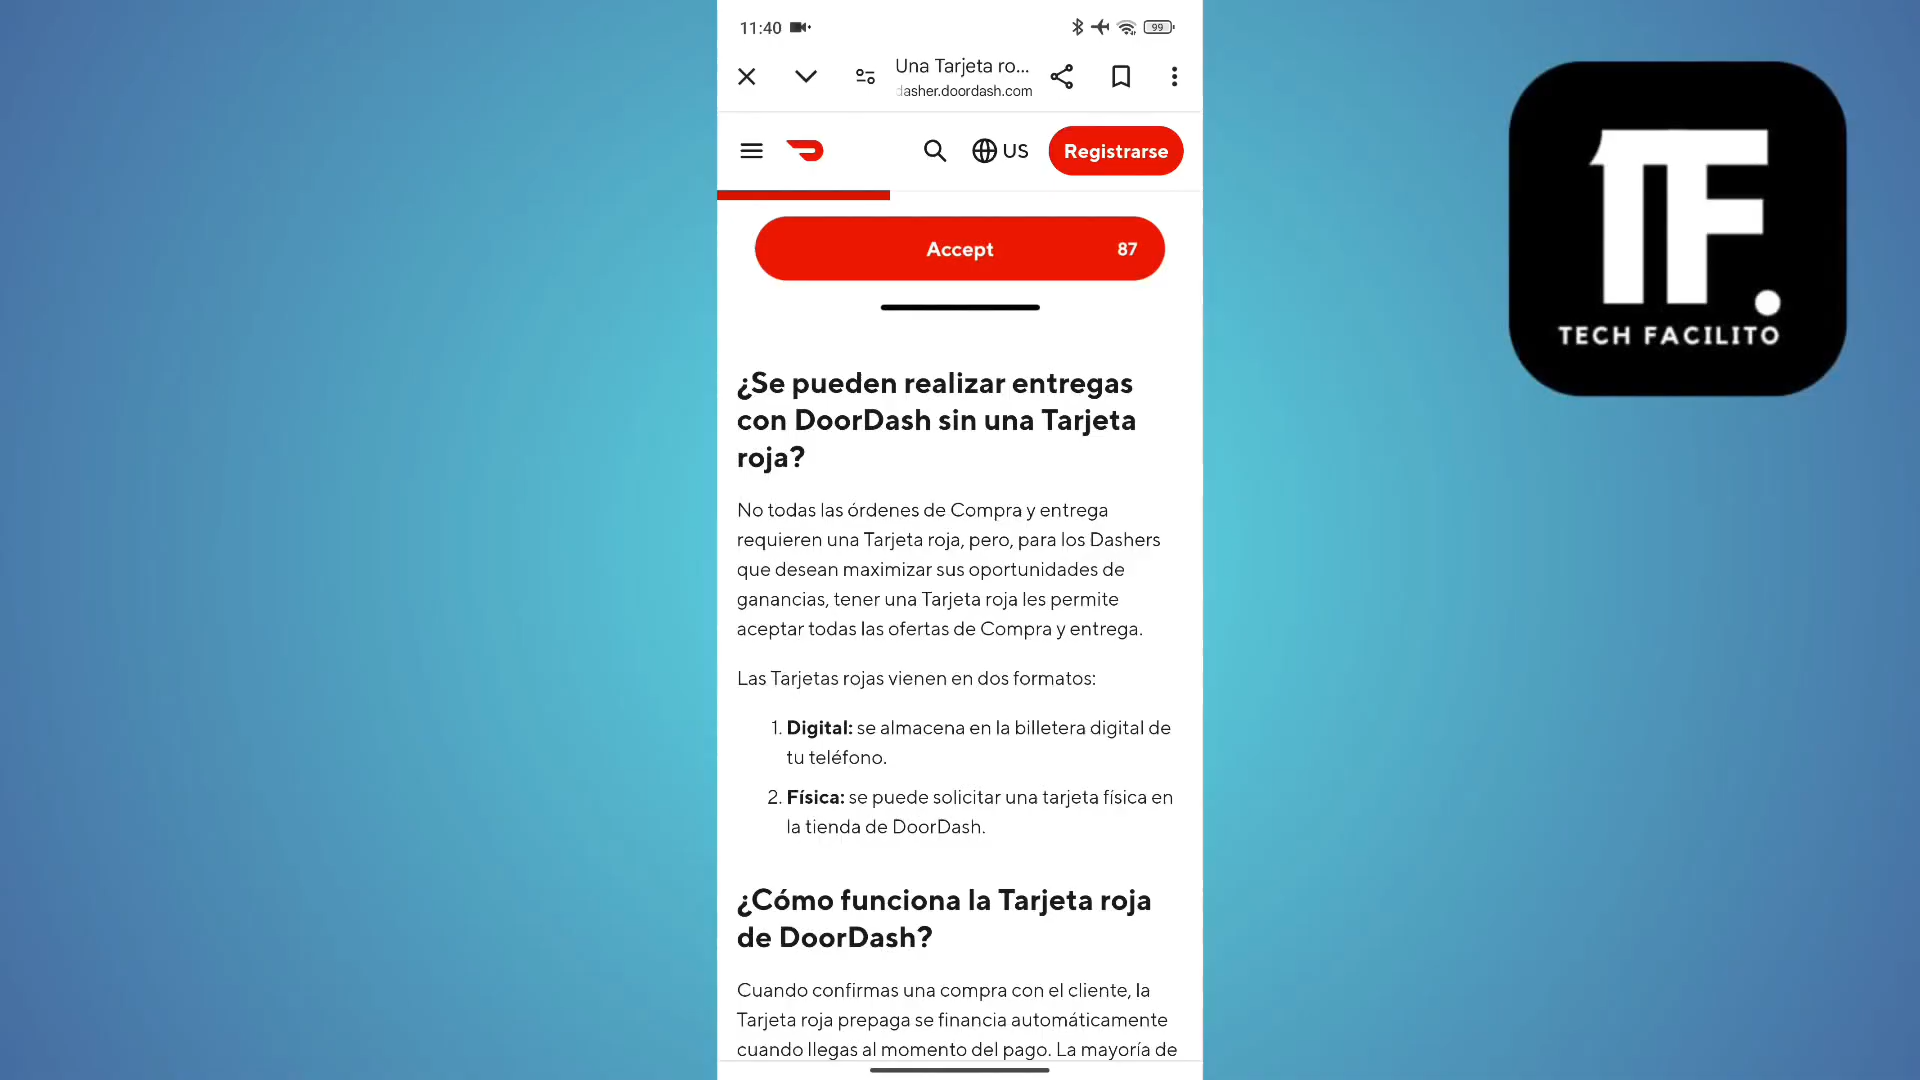 11:40
99
Una Tarjeta ro...
dasher.doordash.com
US
Registrarse
Accept 87
¿Se pueden realizar entregas
con DoorDash sin una Tarjeta
roja?
No todas las órdenes de Compra y entrega
requieren una Tarjeta roja, pero, para los Dashers
que desean maximizar sus oportunidades de
ganancias, tener una Tarjeta roja les permite
aceptar todas las ofertas de Compra y entrega.
Las Tarjetas rojas vienen en dos formatos:
1. Digital: se almacena en la billetera digital de
tu teléfono.
2. Física: se puede solicitar una tarjeta física en
la tienda de DoorDash.
¿Cómo funciona la Tarjeta roja
de DoorDash?
Cuando confirmas una compra con el cliente, la
Tarjeta roja prepaga se financia automáticamente
cuando llegas al momento del pago. La mayoría de
TF.
TECH FACILITO